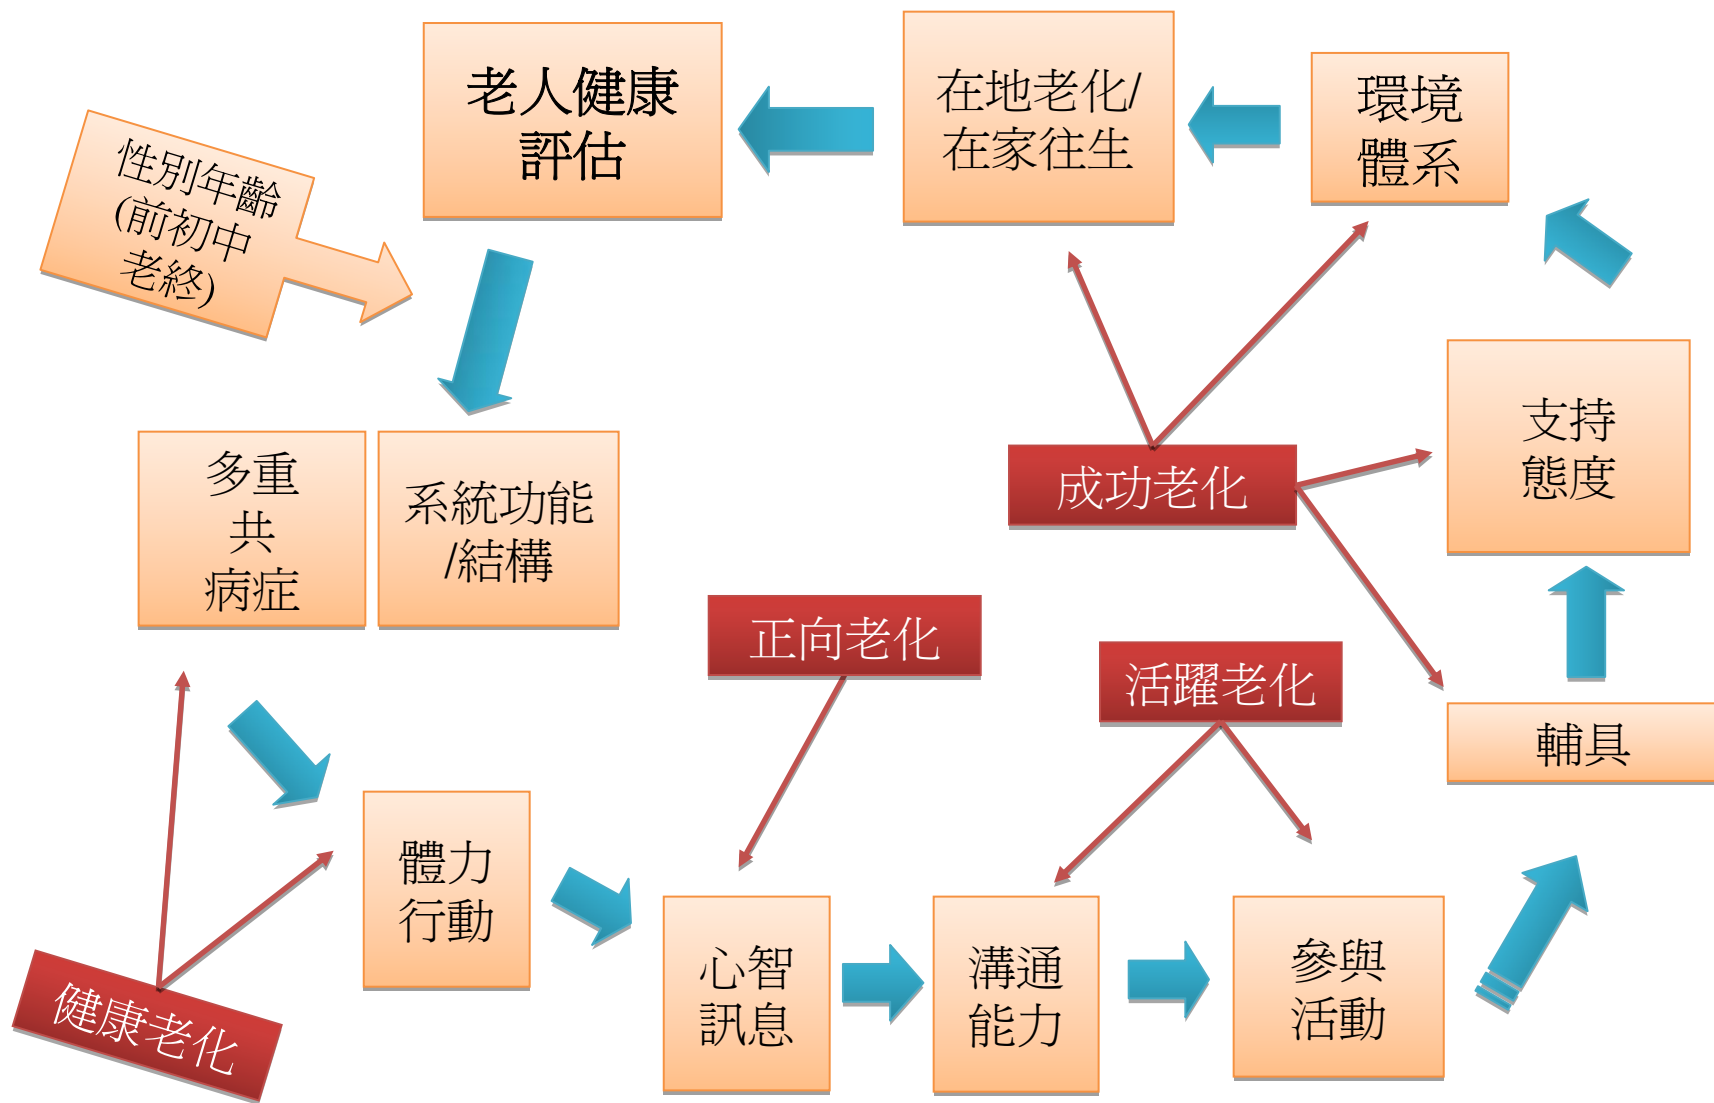 老人健康
評估
在地老化/
在家往生
環境
體系
性別年齡
(前初中
老終)
多重
共
病症
系統功能
/結構
成功老化
支持
態度
正向老化
活躍老化
輔具
體力
行動
健康老化
心智
訊息
溝通
能力
參與
活動